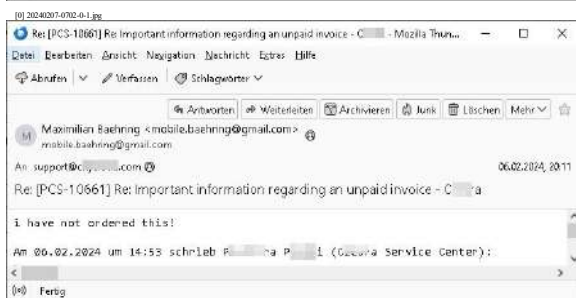 [0] 20240207-0702-0-1.jpg
Re: [PCS-10661] Re: Important information regarding an unpaid invoice - C - Mozilla Thun...
Datei Bearbeiten Ansicht Navigation Nachricht Extras Hilfe
Abrufen Verfassen Schlagwörter
Antworten Weiterleiten Archivieren Junk Löschen Mehr
M Maximilian Baehring <mobile.baehring@gmail.com>
mobile.baehring@gmail.com
An support@ .com 06.02.2024, 20:11
Re: [PCS-10661] Re: Important information regarding an unpaid invoice - C a
i have not ordered this!
Am 06.02.2024 um 14:53 schrieb P a P i ( Service Center):
Fertig